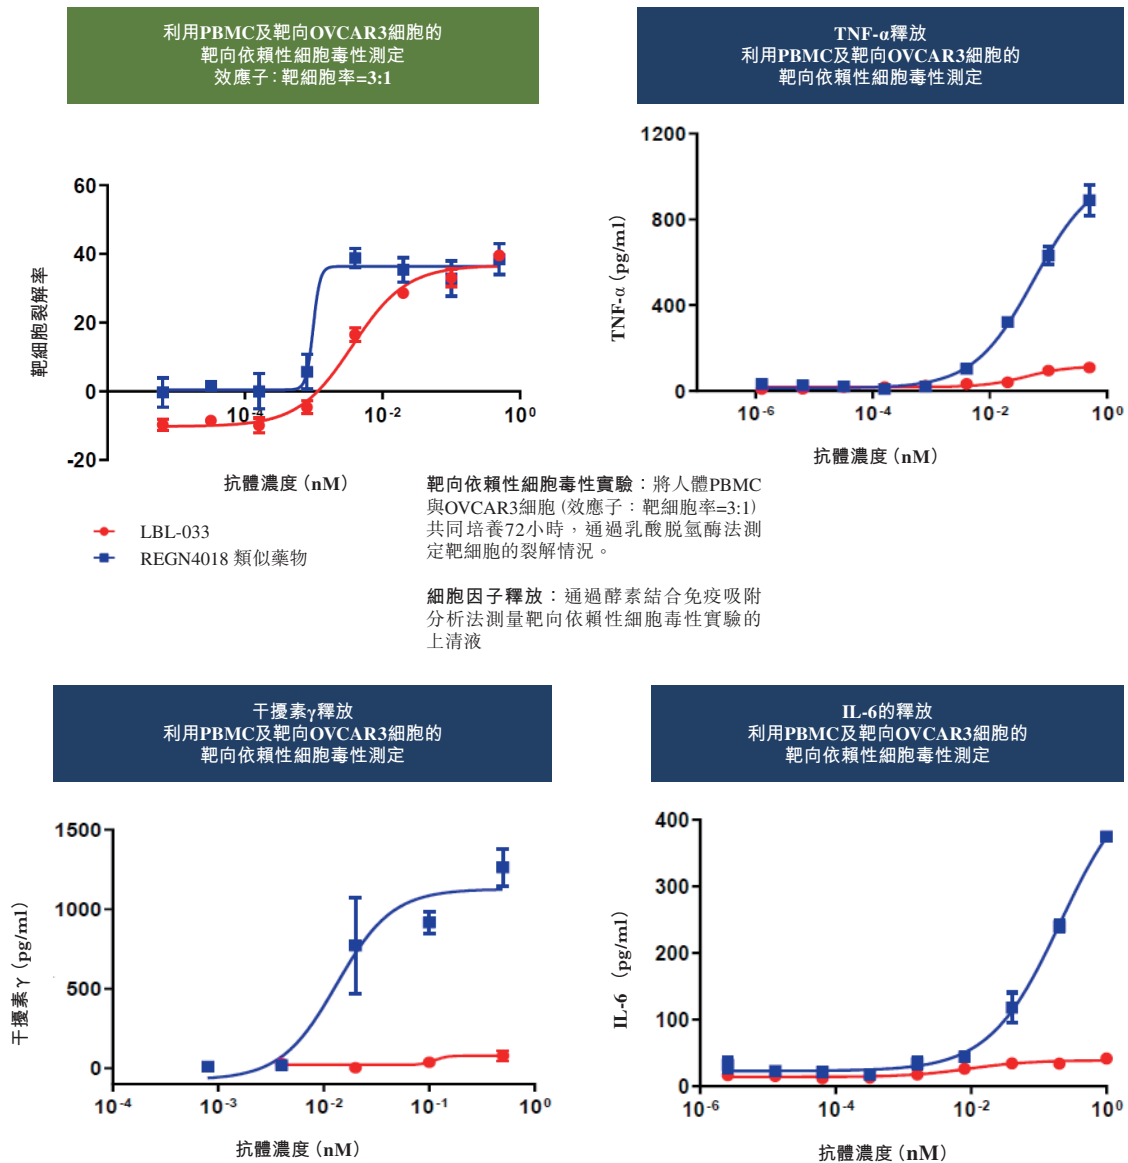 利用PBMC及靶向OVCAR3細胞的
靶向依賴性細胞毒性測定
效應子：靶細胞率=3:1
60
40
20
0
-20
靶細胞裂解率
10-4
10-2
100
抗體濃度（nM）
LBL-033
REGN4018 類似藥物
TNF-α釋放
利用PBMC及靶向OVCAR3細胞的
靶向依賴性細胞毒性測定
1200
800
400
0
TNF-α（pg/ml）
10-6
10-4
10-2
100
抗體濃度（nM）
靶向依賴性細胞毒性實驗：將人體PBMC
與OVCAR3細胞（效應子：靶細胞率=3:1）
共同培養72小時，通過乳酸脱氫酶法測
定靶細胞的裂解情況。
細胞因子釋放：通過酵素結合免疫吸附
分析法測量靶向依賴性細胞毒性實驗的
上清液
干擾素γ釋放
利用PBMC及靶向OVCAR3細胞的
靶向依賴性細胞毒性測定
1500
1000
500
0
干擾素γ（pg/ml）
10-4
10-3
10-2
10-1
100
抗體濃度（nM）
IL-6的釋放
利用PBMC及靶向OVCAR3細胞的
靶向依賴性細胞毒性測定
400
300
200
100
0
IL-6（pg/ml）
10-6
10-4
10-2
100
抗體濃度（nM）